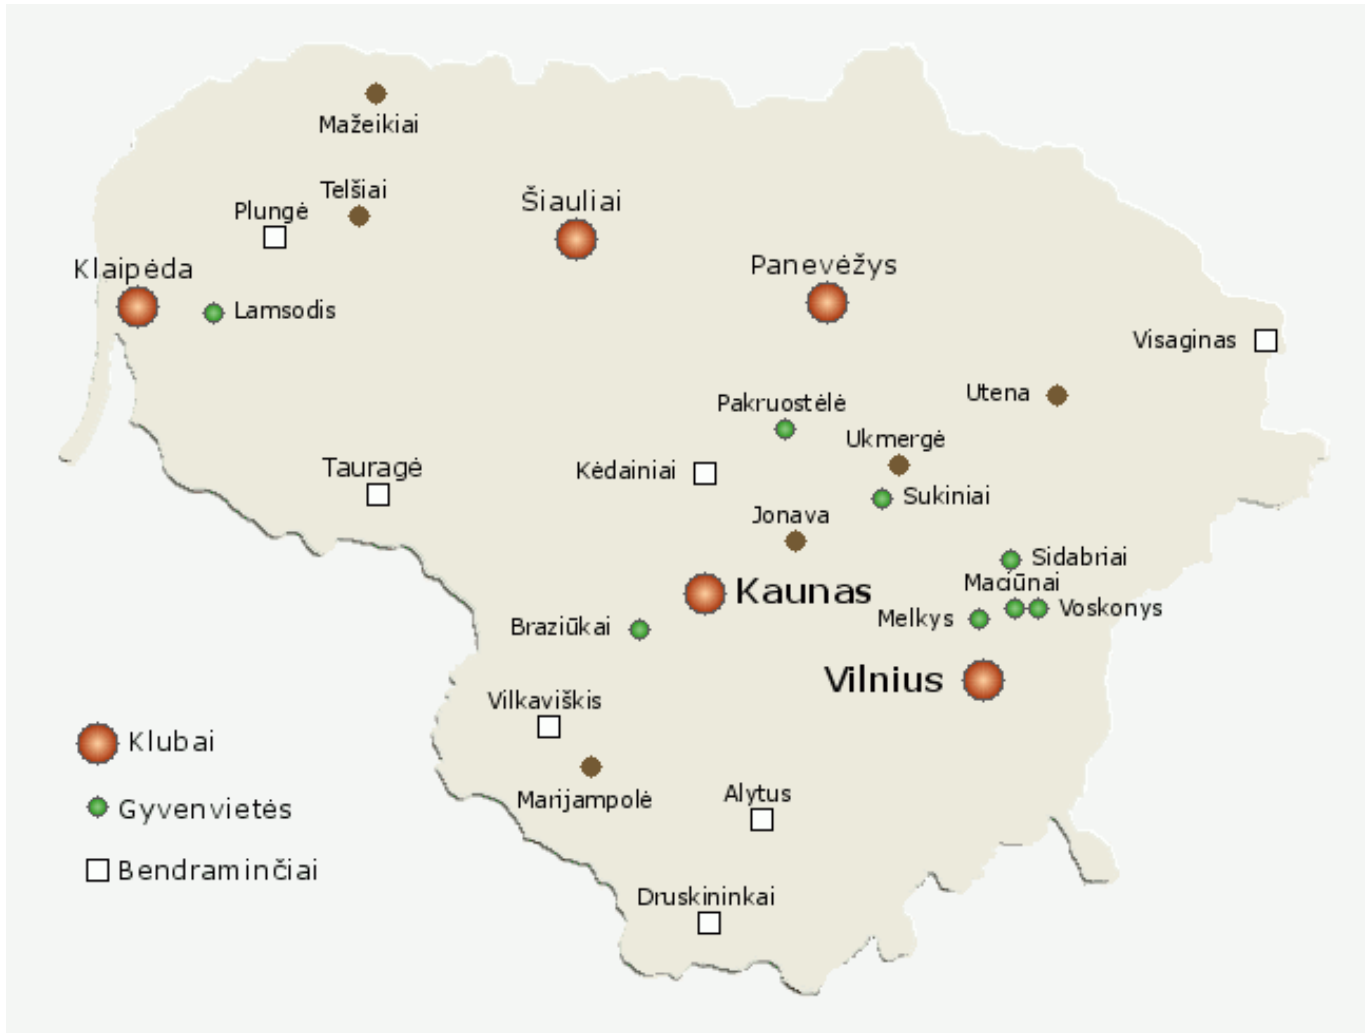 Mažeikiai
Telšiai
Šiauliai
Plungė
Klaipėda
Panevėžys
Lamsodis
Visaginas
Utena
Pakruostėlė
Ukmergė
Tauragė
Kėdainiai
Sukiniai
Jonava
Sidabriai
Maciūnai
Kaunas
Voskonys
Melkys
Braziūkai
Vilnius
Vilkaviškis
Klubai
Alytus
Marijampolė
Gyvenvietės
Bendraminčiai
Druskininkai